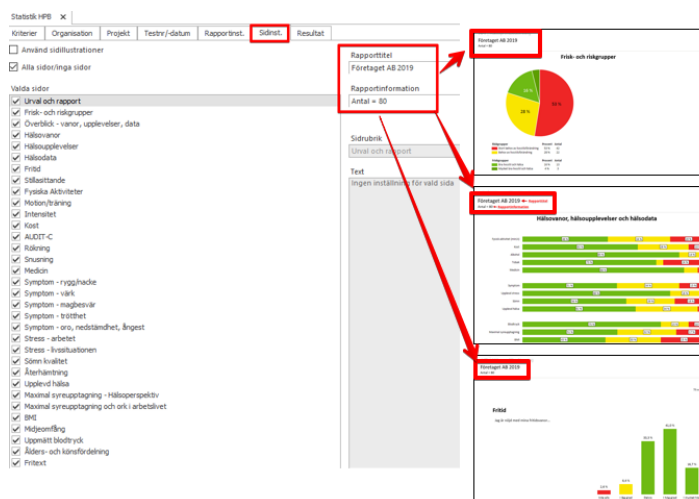 Statistik HPB X
Kriterier Organisation Projekt Testnr/-datum Rapportinst. Sidinst. Resultat
Använd sidillustrationer
Alla sidor/inga sidor
Valda sidor
Urval och rapport
Frisk- och riskgrupper
Överblick - vanor, upplevelser, data
Hälsovanor
Hälsoupplevelser
Hälsodata
Fritid
Stillasittande
Fysiska Aktiviteter
Motion/träning
Intensitet
Kost
AUDIT-C
Rökning
Snusning
Medicin
Symptom - rygg/nacke
Symptom - värk
Symptom - magbesvär
Symptom - trötthet
Symptom - oro, nedstämdhet, ångest
Stress - arbetet
Stress - livssituationen
Sömn kvalitet
Återhämtning
Upplevd hälsa
Maximal syreupptagning - Hälsoperspektiv
Maximal syreupptagning och ork i arbetslivet
BMI
Midjeomfång
Uppmätt blodtryck
Ålders- och könsfördelning
Fritext
Rapporttitel
Företaget AB 2019
Rapportinformation
Antal = 80
Sidrubrik
Urval och rapport
Text
Ingen inställning för vald sida
Företaget AB 2019
Antal = 80
Frisk- och riskgrupper
Företaget AB 2019 Rapporttitel
Antal = 80 Rapportinformation
Hälsovanor, hälsoupplevelser och hälsodata
Företaget AB 2019
Antal = 80
Fritid